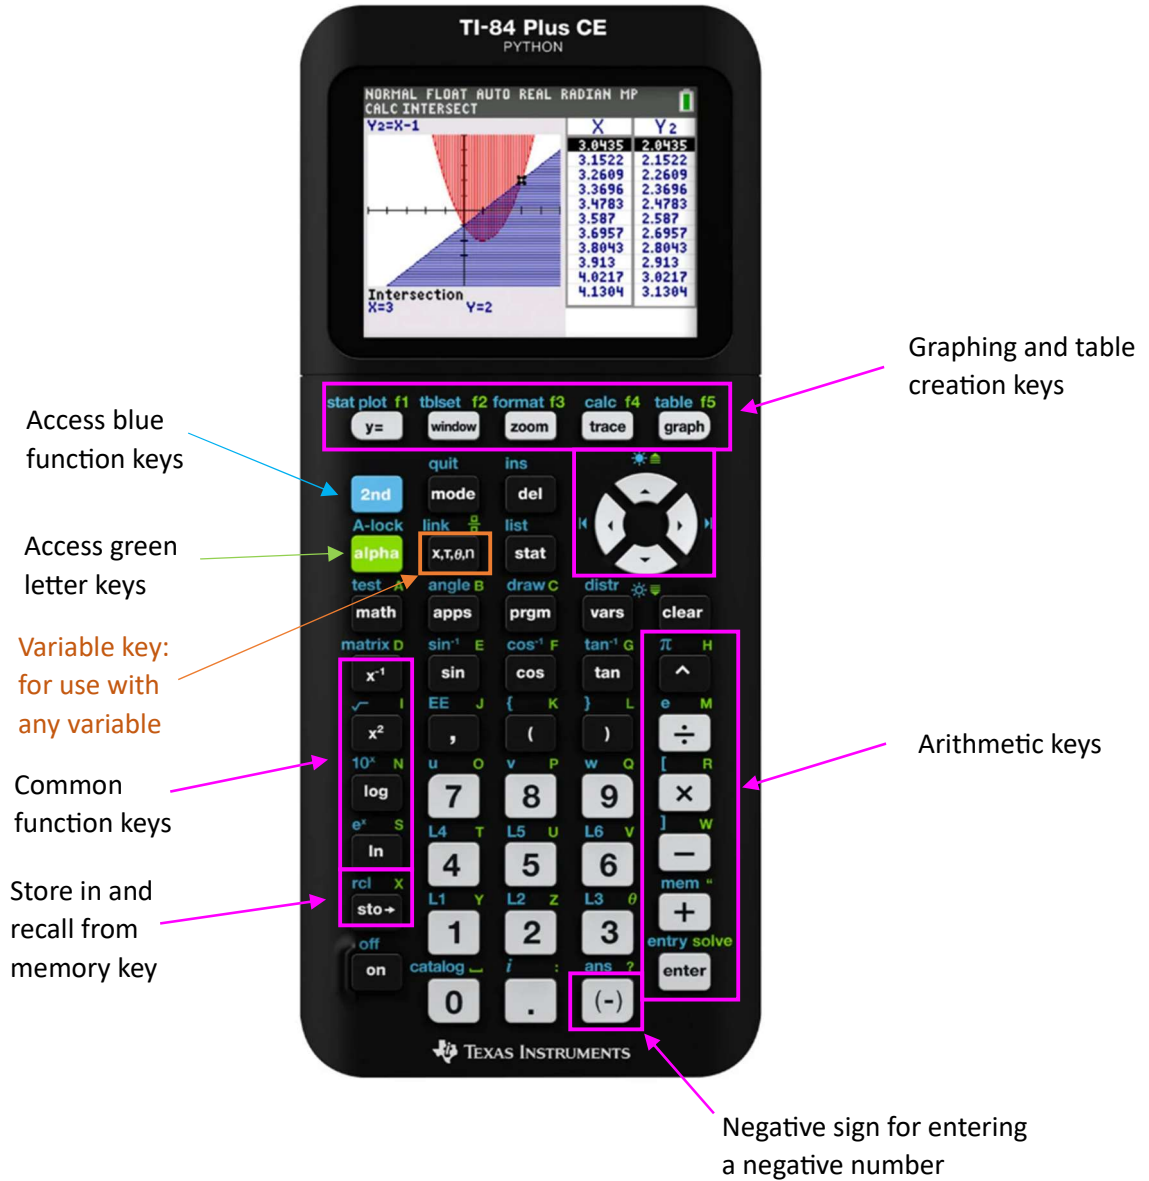 TI-84 Plus CE
PYTHON
NORMAL FLOAT AUTO REAL RADIAN MP
CALC INTERSECT
Y2=X-1
X Y2
3.0435 2.0435
3.1522 2.1522
3.2609 2.2609
3.3696 2.3696
3.4783 2.4783
3.587 2.587
3.6957 2.6957
3.8043 2.8043
3.913 2.913
4.0217 3.0217
4.1304 3.1304
Intersection
X=3 Y=2
Graphing and table
creation keys
stat plot f1 tblset f2 format f3 calc f4 table f5
y= window zoom trace graph
Access blue
function keys
quit ins
2nd mode del
A-lock link list
Access green
letter keys
alpha X,T,θ,n stat
test A angle B draw C distr
math apps prgm vars clear
Variable key:
for use with
any variable
matrix D sin⁻¹ E cos⁻¹ F tan⁻¹ G π H
x⁻¹ sin cos tan ^
√ I EE J { K } L e M
x² , ( ) ÷
Arithmetic keys
10ˣ N u O v P w Q [ R
log 7 8 9 ×
Common
function keys
eˣ S L4 T L5 U L6 V ] W
ln 4 5 6 −
Store in and
recall from
memory key
rcl X L1 Y L2 Z L3 θ mem "
sto→ 1 2 3 +
off catalog ⎵ i : ans ? entry solve
on 0 . (-) enter
TEXAS INSTRUMENTS
Negative sign for entering
a negative number